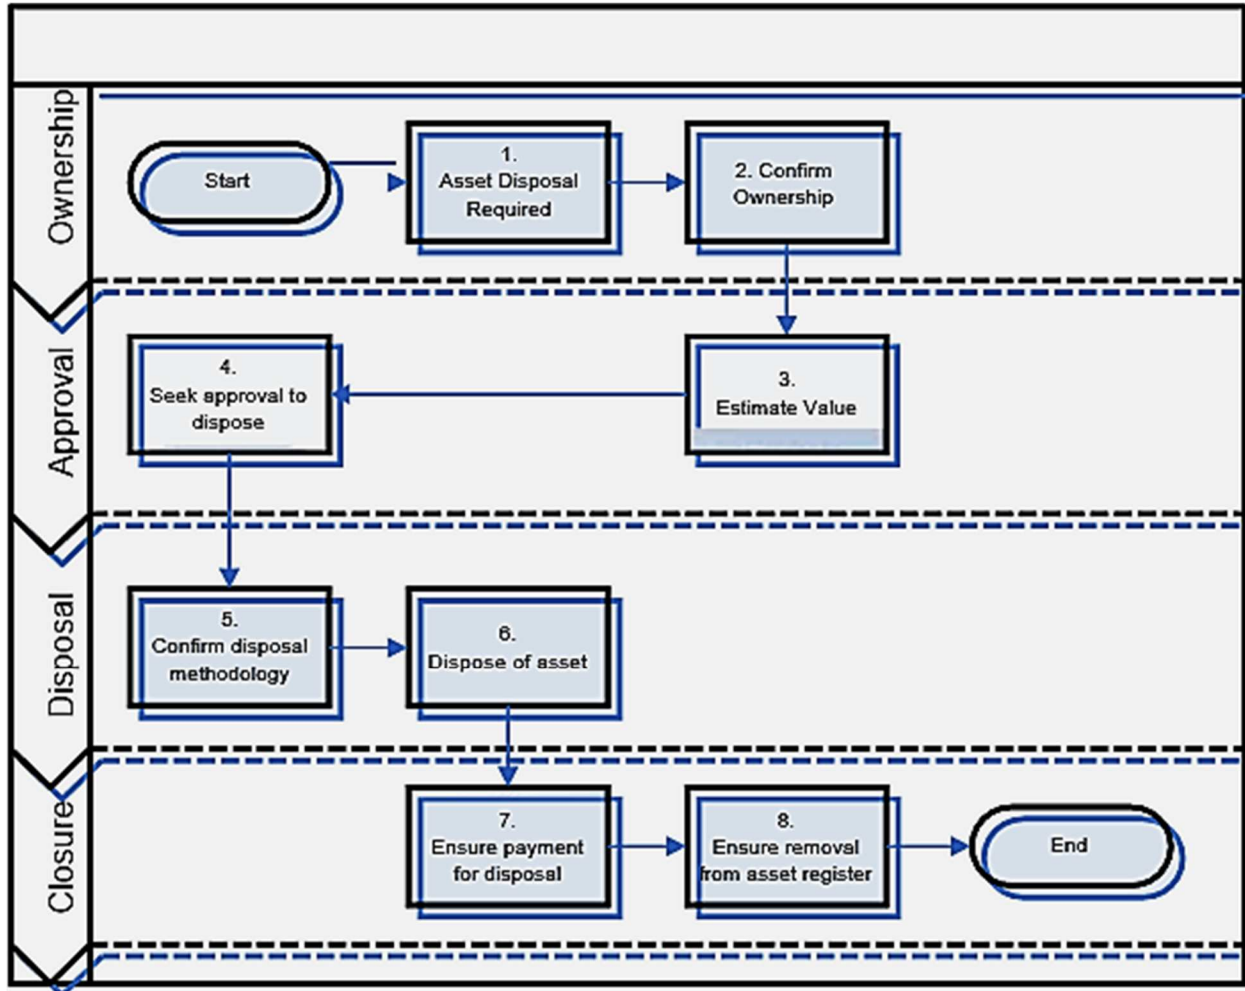 Ownership
Start
1.
Asset Disposal
Required
2. Confirm
Ownership
Approval
4.
Seek approval to
dispose
3.
Estimate Value
Disposal
5.
Confirm disposal
methodology
6.
Dispose of asset
Closure
7.
Ensure payment
for disposal
8.
Ensure removal
from asset register
End